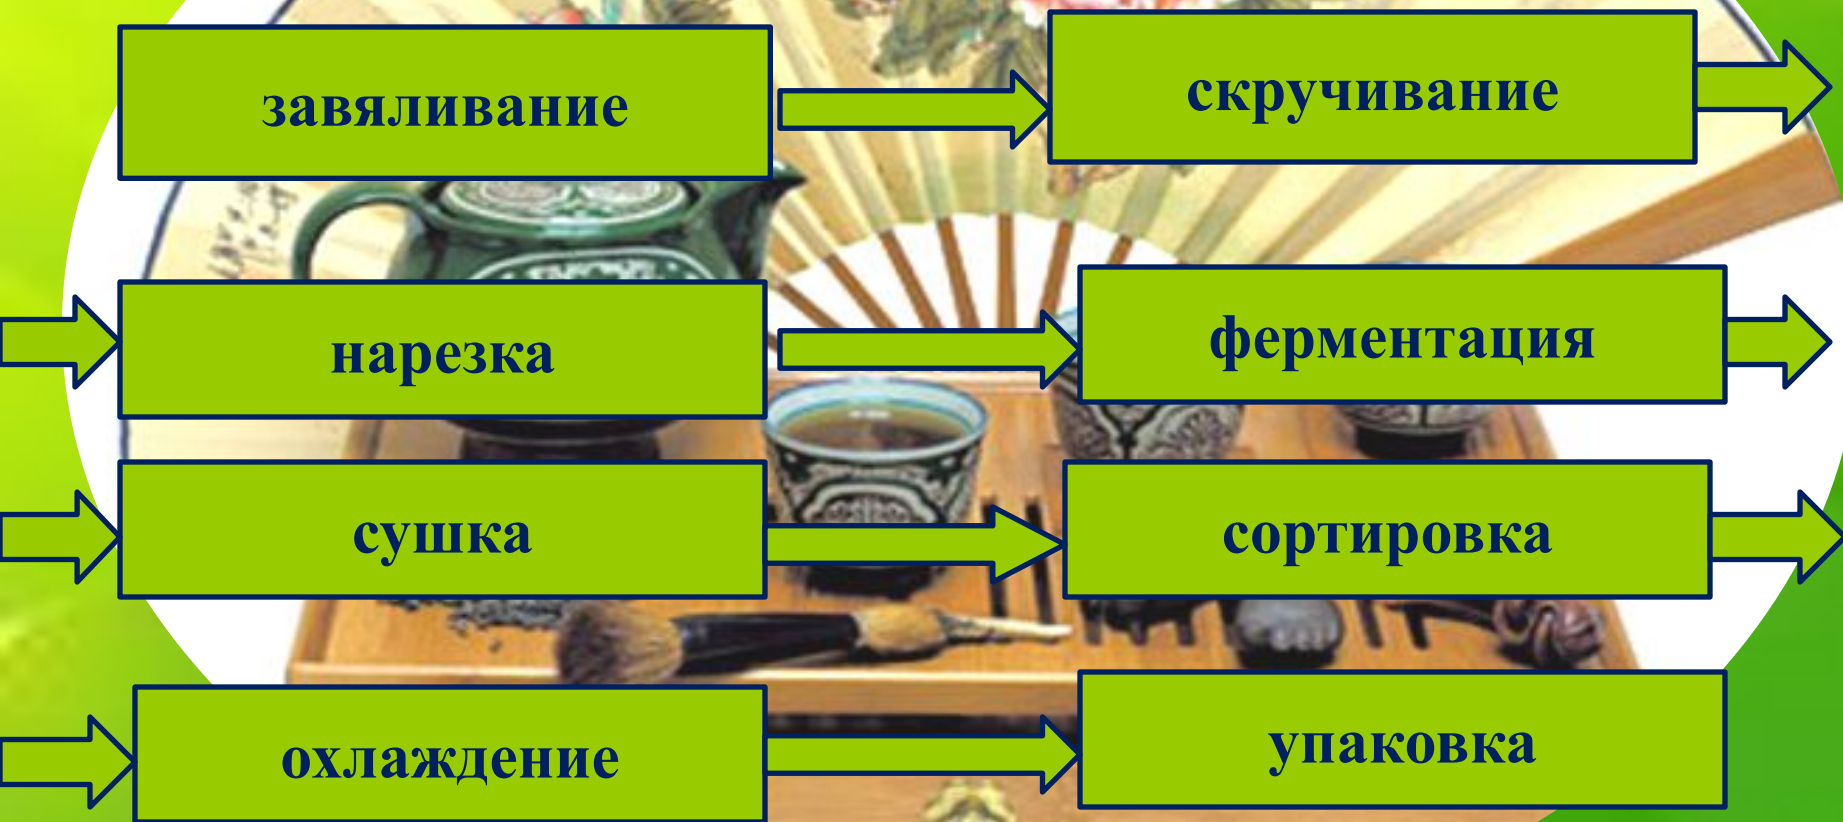 завяливание
скручивание
нарезка
ферментация
сушка
сортировка
охлаждение
упаковка